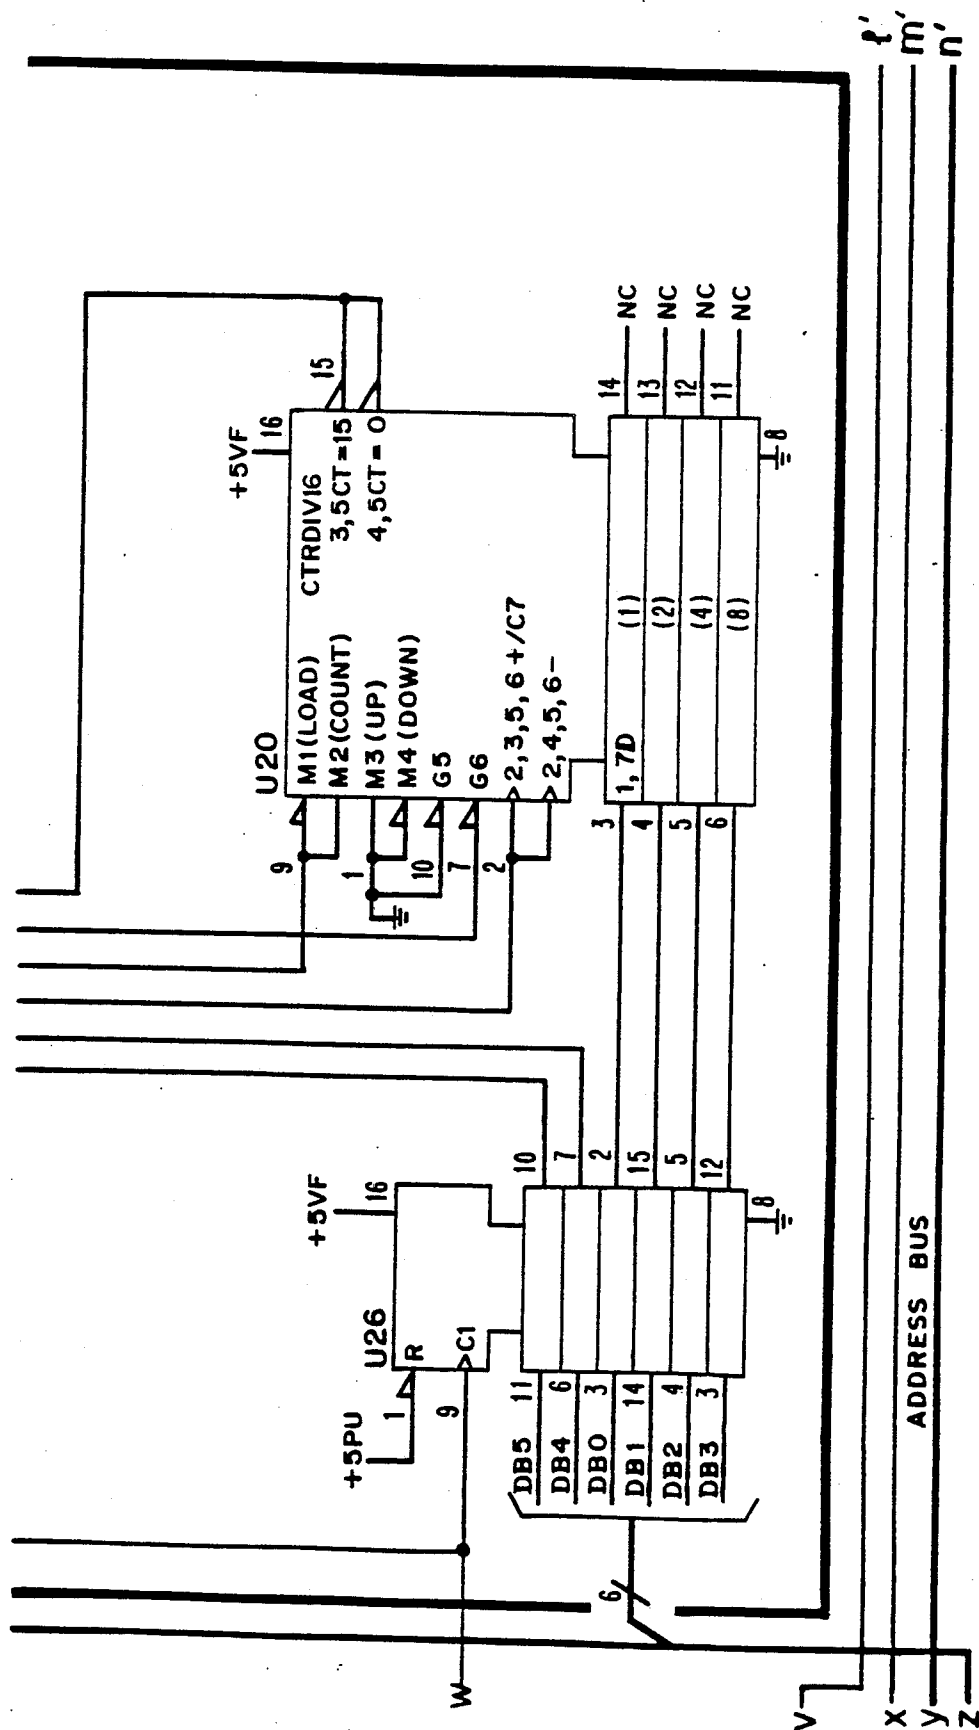 +5PU
1
9
W
U26
R
C1
+5VF
16
DB5
11
10
DB4
6
7
DB0
3
2
DB1
14
15
DB2
4
5
DB3
3
12
8
6
U20
+5VF
16
CTRDIV16
9
M1(LOAD)
M2(COUNT)
3,5CT=15
15
1
M3(UP)
4,5CT=0
M4(DOWN)
10
G5
7
G6
2
2,3,5,6+/C7
2,4,5,6-
3
1,7D
(1)
14
NC
4
(2)
13
NC
5
(4)
12
NC
6
(8)
11
NC
8
V
X
ADDRESS BUS
y
z
ℓ'
m'
n'